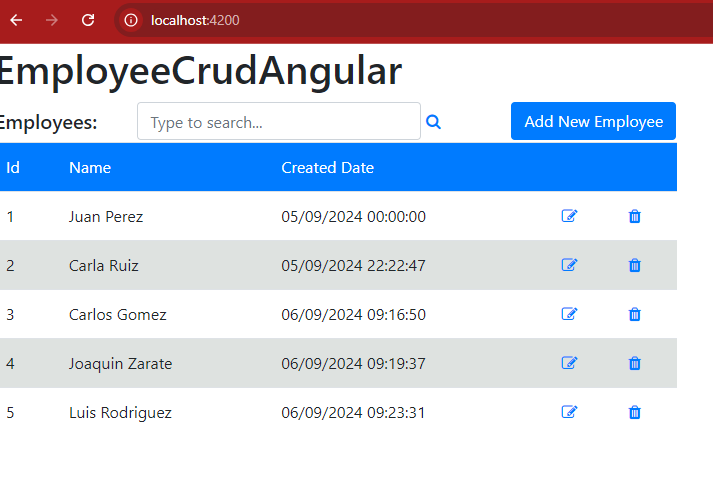 localhost:4200
EmployeeCrudAngular
Employees: Type to search... Add New Employee
Id Name Created Date
1 Juan Perez 05/09/2024 00:00:00
2 Carla Ruiz 05/09/2024 22:22:47
3 Carlos Gomez 06/09/2024 09:16:50
4 Joaquin Zarate 06/09/2024 09:19:37
5 Luis Rodriguez 06/09/2024 09:23:31